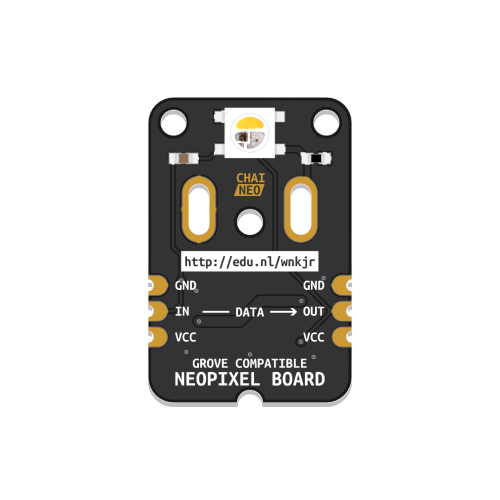 CHAI
NEO
http://edu.nl/wnkjr
GND GND
IN DATA OUT
VCC VCC
GROVE COMPATIBLE
NEOPIXEL BOARD